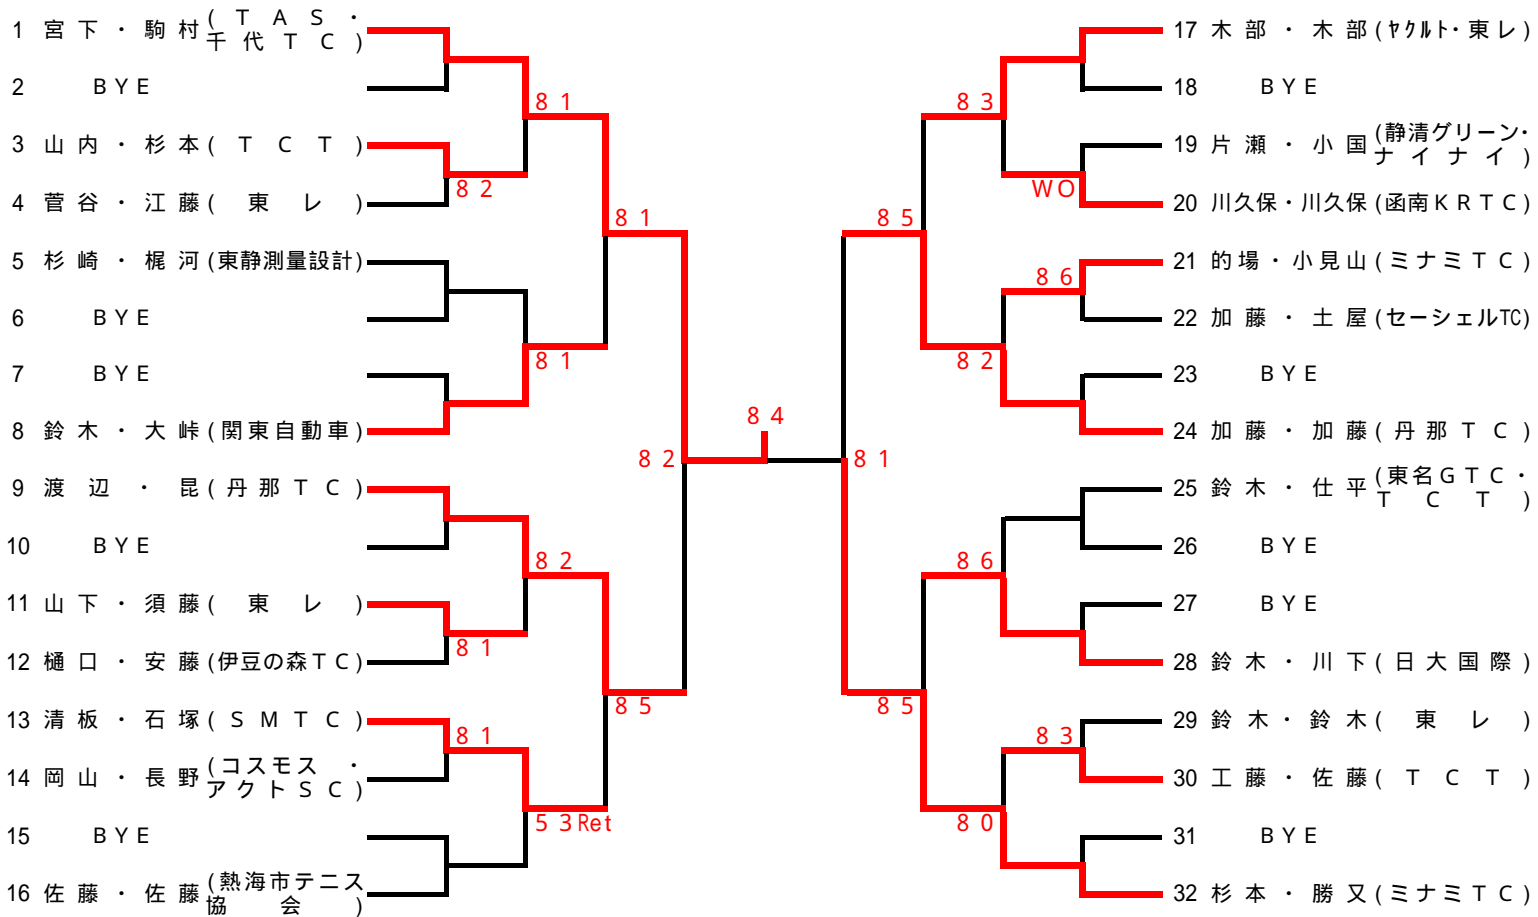 1 宮下・駒村(TAS・千代TC)
2 BYE
81
3 山内・杉本(TCT)
82
4 菅谷・江藤(東レ)
81
5 杉崎・梶河(東静測量設計)
6 BYE
81
7 BYE
8 鈴木・大峠(関東自動車)
82
9 渡辺・昆(丹那TC)
10 BYE
82
11 山下・須藤(東レ)
81
12 樋口・安藤(伊豆の森TC)
85
13 清板・石塚(SMTC)
81
14 岡山・長野(コスモス・アクトSC)
53Ret
15 BYE
16 佐藤・佐藤(熱海市テニス協会)
84
17 木部・木部(ヤクルト・東レ)
18 BYE
83
19 片瀬・小国(静清グリーン・ナイナイ)
WO
20 川久保・川久保(函南KRTC)
85
21 的場・小見山(ミナミTC)
86
22 加藤・土屋(セーシェルTC)
82
23 BYE
24 加藤・加藤(丹那TC)
81
25 鈴木・仕平(東名GTC・TCT)
26 BYE
86
27 BYE
28 鈴木・川下(日大国際)
85
29 鈴木・鈴木(東レ)
83
30 工藤・佐藤(TCT)
80
31 BYE
32 杉本・勝又(ミナミTC)